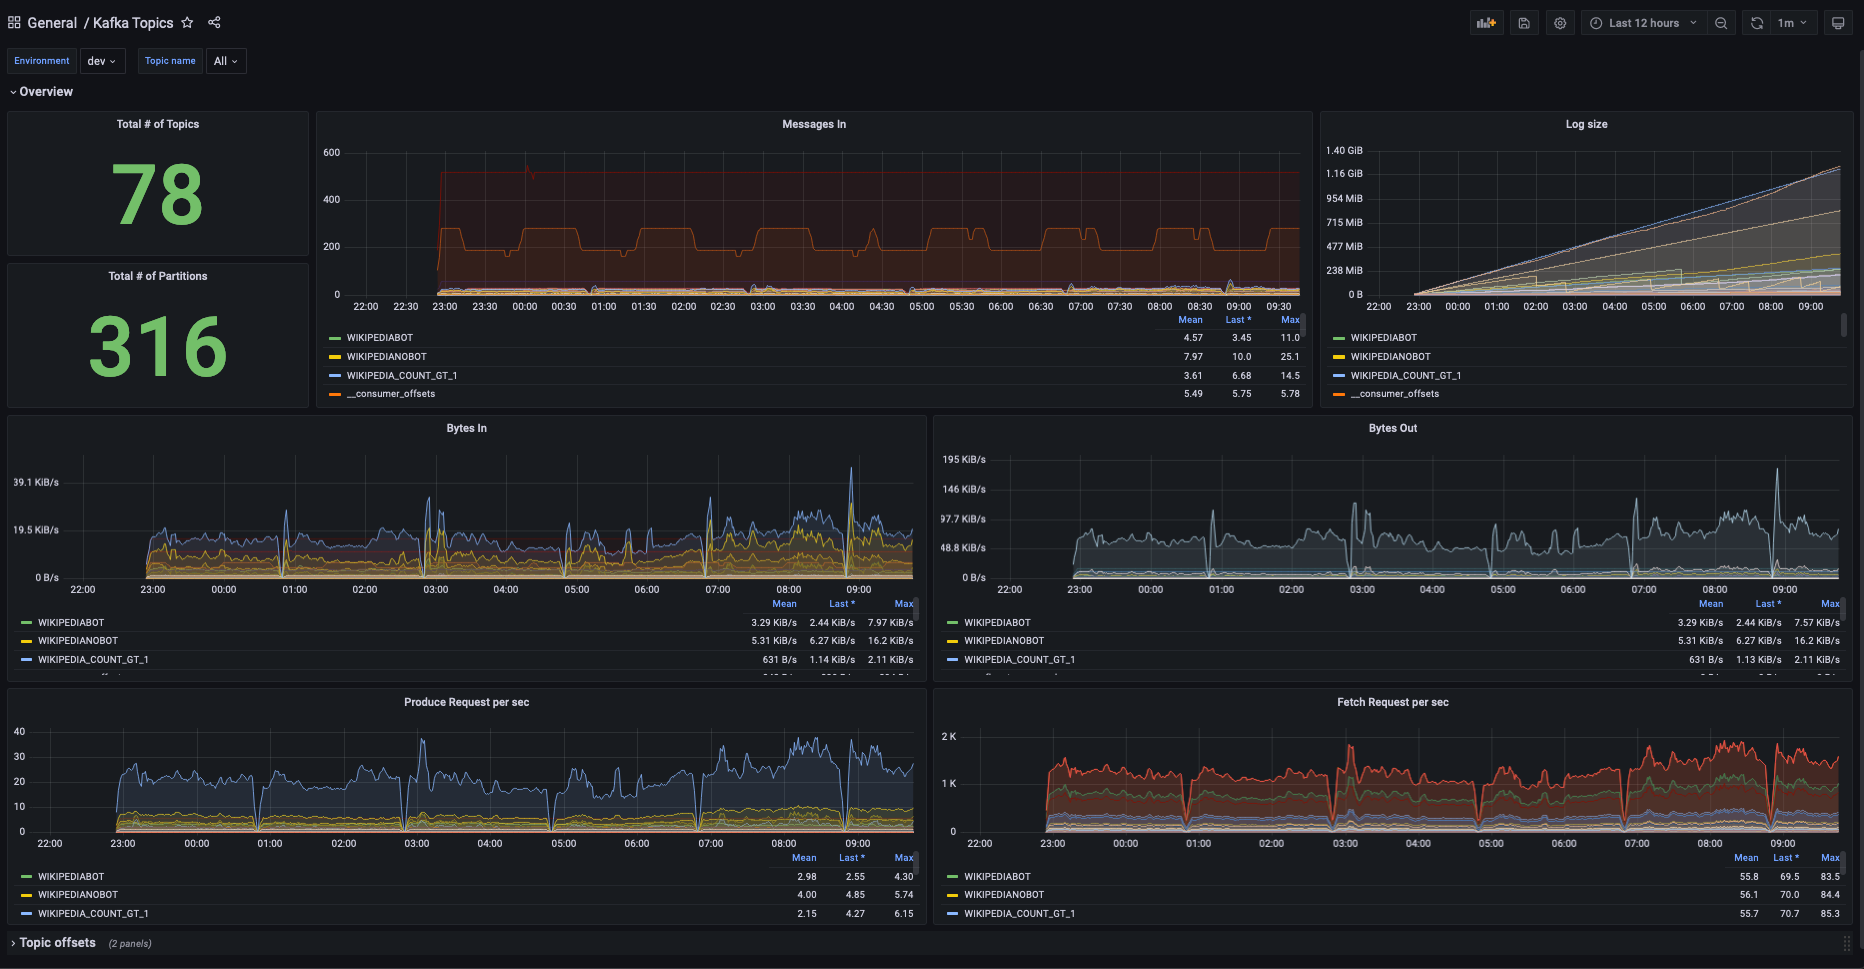 General / Kafka Topics
Last 12 hours
1m
Environment dev Topic name All
Overview
Total # of Topics
78
Total # of Partitions
316
Messages In
600
400
200
0
22:00 22:30 23:00 23:30 00:00 00:30 01:00 01:30 02:00 02:30 03:00 03:30 04:00 04:30 05:00 05:30 06:00 06:30 07:00 07:30 08:00 08:30 09:00 09:30
Mean Last * Max
WIKIPEDIABOT 4.57 3.45 11.0
WIKIPEDIANOBOT 7.97 10.0 25.1
WIKIPEDIA_COUNT_GT_1 3.61 6.68 14.5
__consumer_offsets 5.49 5.75 5.78
Log size
1.40 GiB
1.16 GiB
954 MiB
715 MiB
477 MiB
238 MiB
0 B
22:00 23:00 00:00 01:00 02:00 03:00 04:00 05:00 06:00 07:00 08:00 09:00
WIKIPEDIABOT
WIKIPEDIANOBOT
WIKIPEDIA_COUNT_GT_1
__consumer_offsets
Bytes In
39.1 KiB/s
19.5 KiB/s
0 B/s
22:00 23:00 00:00 01:00 02:00 03:00 04:00 05:00 06:00 07:00 08:00 09:00
Mean Last * Max
WIKIPEDIABOT 3.29 KiB/s 2.44 KiB/s 7.97 KiB/s
WIKIPEDIANOBOT 5.31 KiB/s 6.27 KiB/s 16.2 KiB/s
WIKIPEDIA_COUNT_GT_1 631 B/s 1.14 KiB/s 2.11 KiB/s
Bytes Out
195 KiB/s
146 KiB/s
97.7 KiB/s
48.8 KiB/s
0 B/s
22:00 23:00 00:00 01:00 02:00 03:00 04:00 05:00 06:00 07:00 08:00 09:00
Mean Last * Max
WIKIPEDIABOT 3.29 KiB/s 2.44 KiB/s 7.57 KiB/s
WIKIPEDIANOBOT 5.31 KiB/s 6.27 KiB/s 16.2 KiB/s
WIKIPEDIA_COUNT_GT_1 631 B/s 1.13 KiB/s 2.11 KiB/s
Produce Request per sec
40
30
20
10
0
22:00 23:00 00:00 01:00 02:00 03:00 04:00 05:00 06:00 07:00 08:00 09:00
Mean Last * Max
WIKIPEDIABOT 2.98 2.55 4.30
WIKIPEDIANOBOT 4.00 4.85 5.74
WIKIPEDIA_COUNT_GT_1 2.15 4.27 6.15
Fetch Request per sec
2 K
1 K
0
22:00 23:00 00:00 01:00 02:00 03:00 04:00 05:00 06:00 07:00 08:00 09:00
Mean Last * Max
WIKIPEDIABOT 55.8 69.5 83.5
WIKIPEDIANOBOT 56.1 70.0 84.4
WIKIPEDIA_COUNT_GT_1 55.7 70.7 85.3
Topic offsets (2 panels)